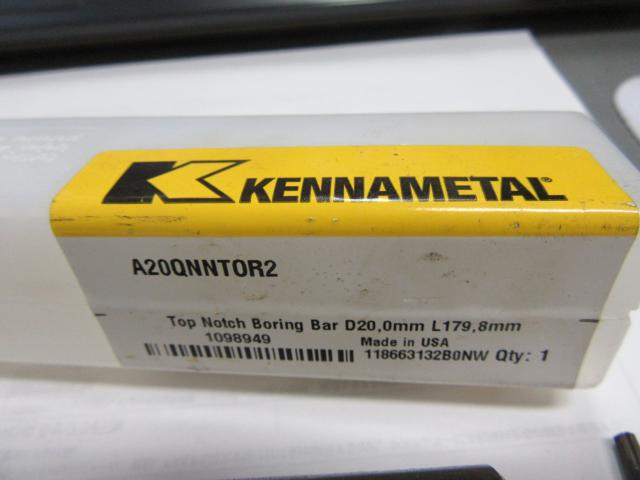 KENNAMETAL®
A20QNNTOR2
Top Notch Boring Bar D20,0mm L179,8mm
1098949 Made in USA
118663132B0NW Qty: 1